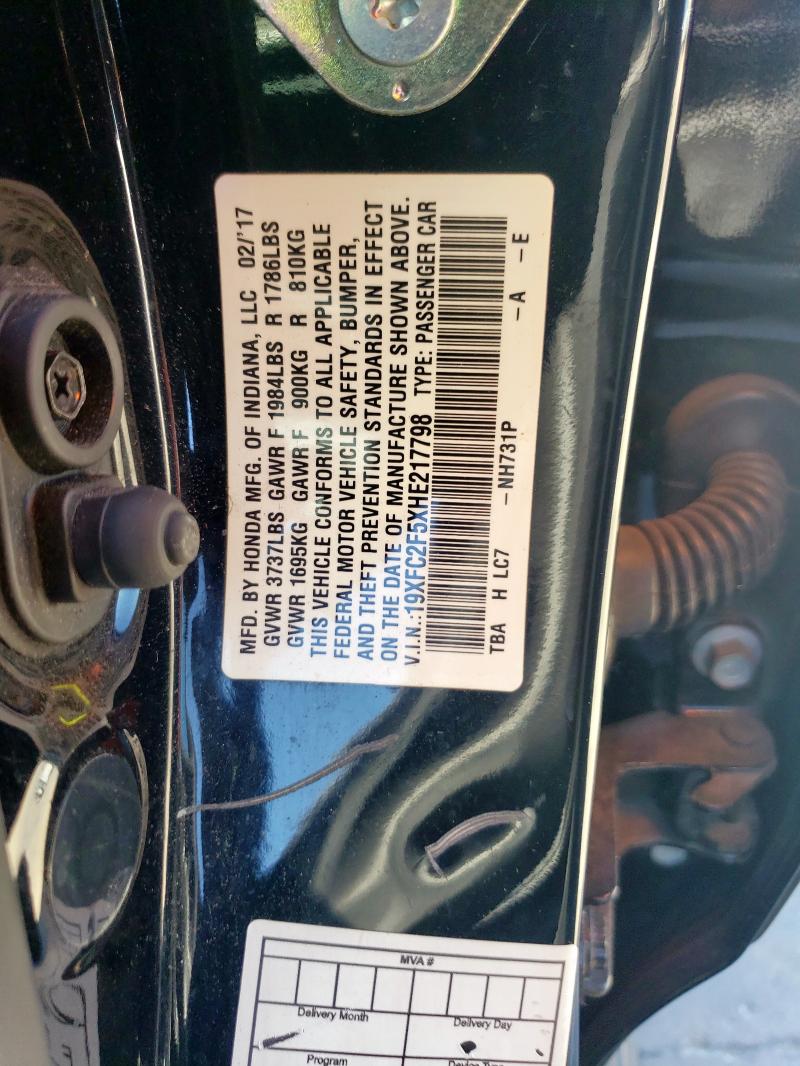 MFD. BY HONDA MFG. OF INDIANA, LLC 02/'17
GVWR 3737LBS GAWR F 1984LBS R 1786LBS
GVWR 1695KG GAWR F 900KG R 810KG
THIS VEHICLE CONFORMS TO ALL APPLICABLE
FEDERAL MOTOR VEHICLE SAFETY, BUMPER,
AND THEFT PREVENTION STANDARDS IN EFFECT
ON THE DATE OF MANUFACTURE SHOWN ABOVE.
V.I.N.:19XFC2F5XHE217798 TYPE: PASSENGER CAR
TBA H LC7 -NH731P -A -E
MVA #
Delivery Month Delivery Day
Program